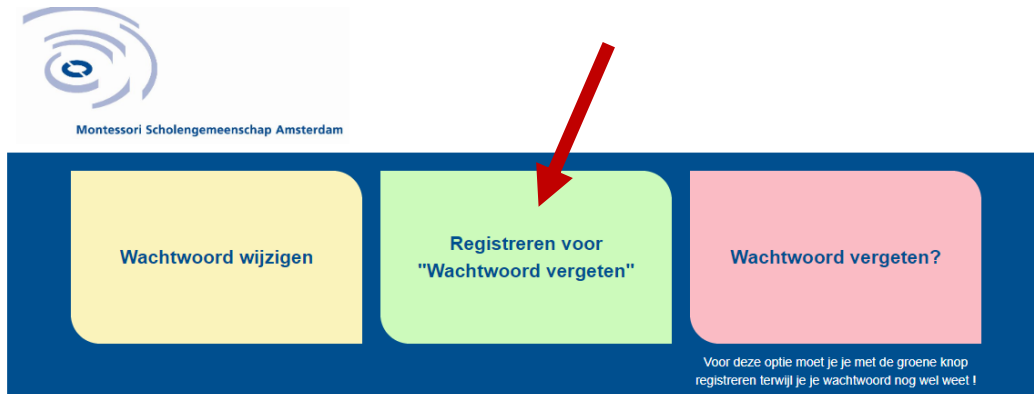 Montessori Scholengemeenschap Amsterdam
Wachtwoord wijzigen
Registreren voor
"Wachtwoord vergeten"
Wachtwoord vergeten?
Voor deze optie moet je je met de groene knop
registreren terwijl je je wachtwoord nog wel weet !